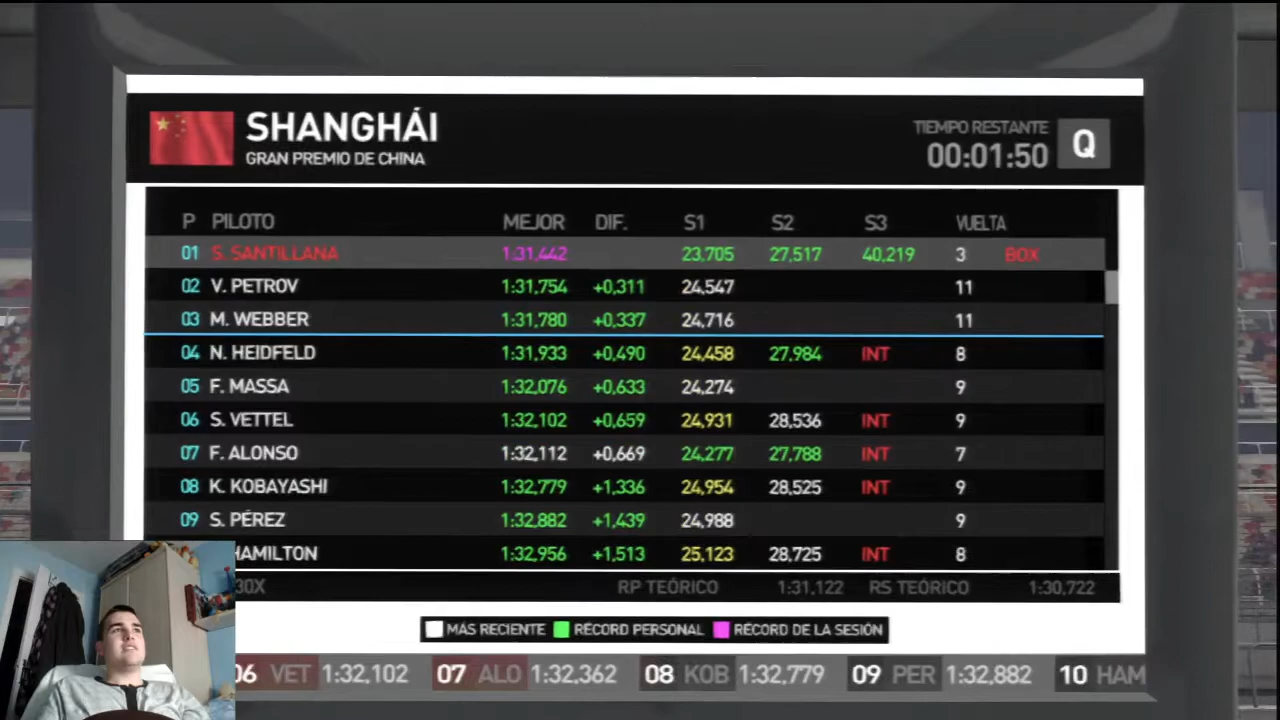 SHANGHÁI
GRAN PREMIO DE CHINA
TIEMPO RESTANTE
00:01:50
Q
P PILOTO MEJOR DIF. S1 S2 S3 VUELTA
01 S. SANTILLANA 1:31,442 23,705 27,517 40,219 3 BOX
02 V. PETROV 1:31,754 +0,311 24,547 11
03 M. WEBBER 1:31,780 +0,337 24,716 11
04 N. HEIDFELD 1:31,933 +0,490 24,458 27,984 INT 8
05 F. MASSA 1:32,076 +0,633 24,274 9
06 S. VETTEL 1:32,102 +0,659 24,931 28,536 INT 9
07 F. ALONSO 1:32,112 +0,669 24,277 27,788 INT 7
08 K. KOBAYASHI 1:32,779 +1,336 24,954 28,525 INT 9
09 S. PÉREZ 1:32,882 +1,439 24,988 9
HAMILTON 1:32,956 +1,513 25,123 28,725 INT 8
30X RP TEÓRICO 1:31,122 RS TEÓRICO 1:30,722
MÁS RECIENTE RÉCORD PERSONAL RÉCORD DE LA SESIÓN
06 VET 1:32,102 07 ALO 1:32,362 08 KOB 1:32,779 09 PER 1:32,882 10 HAM